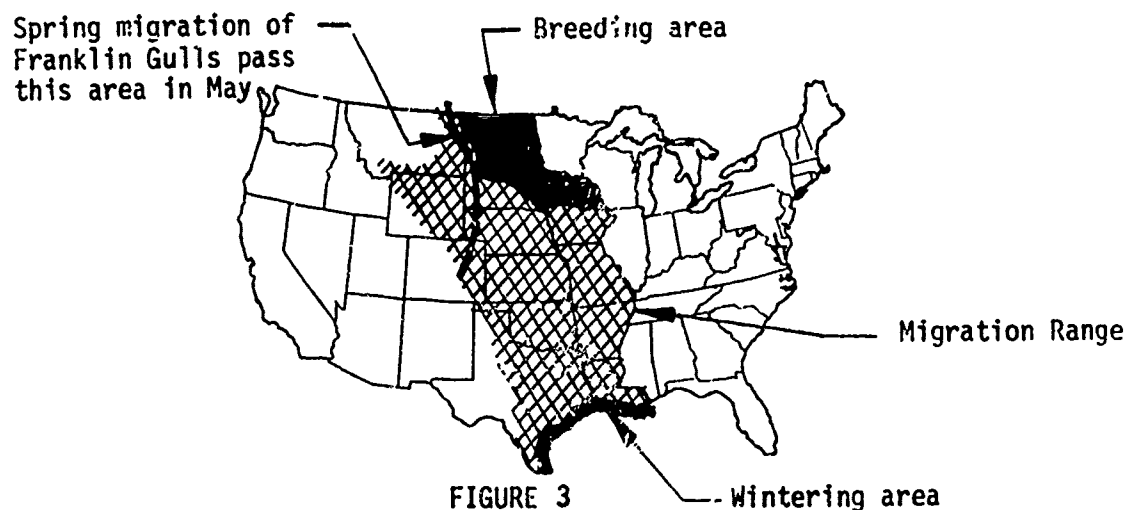 Spring migration of
Franklin Gulls pass
this area in May
Breeding area
Migration Range
Wintering area
FIGURE 3